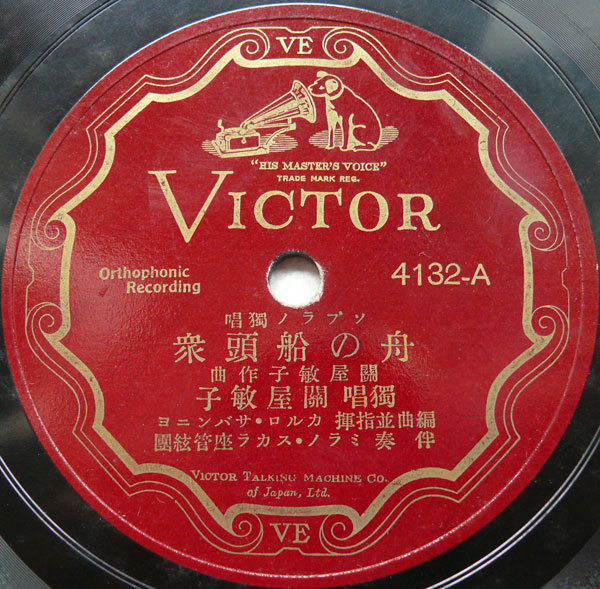 VE
"HIS MASTER'S VOICE"
TRADE MARK REG.
VICTOR
Orthophonic
Recording
4132-A
ソプラノ獨唱
舟の船頭衆
關屋敏子作曲
獨唱 關屋敏子
編曲並指揮 カルロ・サバンニヨ
伴奏 ミラノ・スカラ座管絃團
VICTOR TALKING MACHINE CO.
of Japan, Ltd.
VE